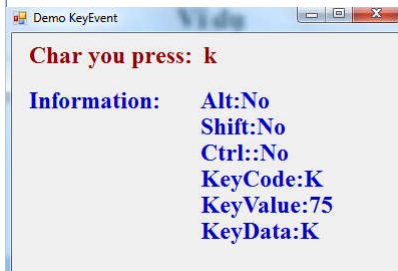 Demo KeyEvent
Char you press: k
Information: Alt:No
Shift:No
Ctrl::No
KeyCode:K
KeyValue:75
KeyData:K